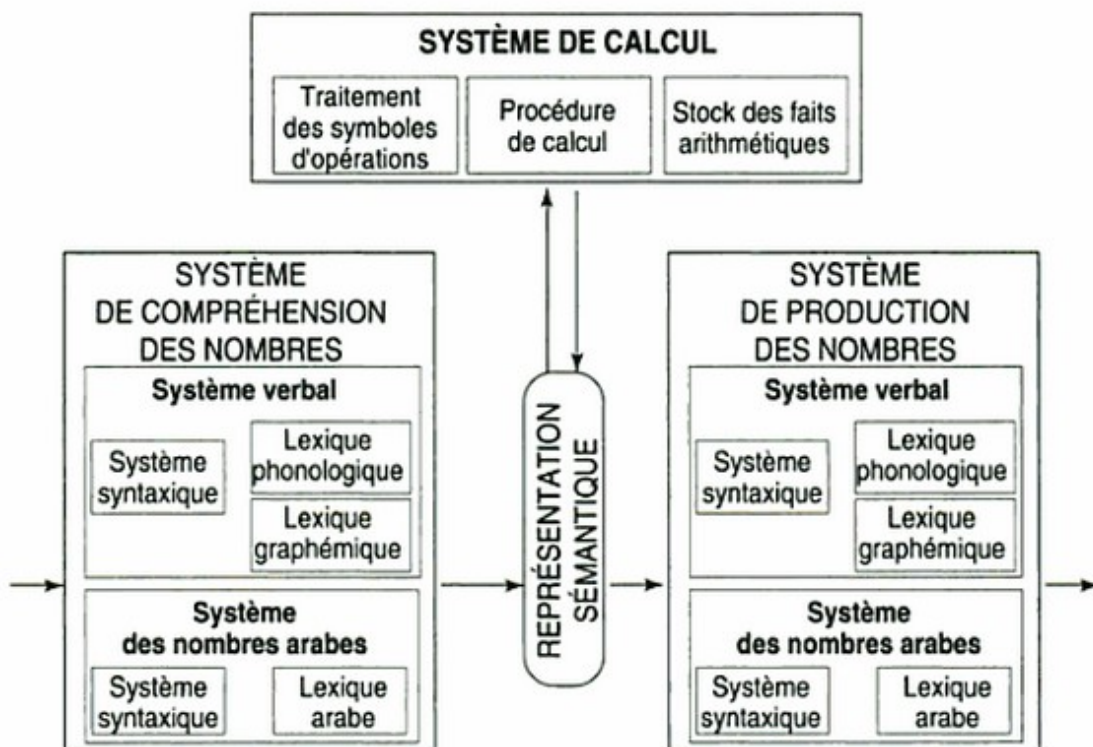 SYSTÈME DE CALCUL
Traitement
des symboles
d'opérations
Procédure
de calcul
Stock des faits
arithmétiques
SYSTÈME
DE COMPRÉHENSION
DES NOMBRES
Système verbal
Système
syntaxique
Lexique
phonologique
Lexique
graphémique
Système
des nombres arabes
Système
syntaxique
Lexique
arabe
REPRÉSENTATION
SÉMANTIQUE
SYSTÈME
DE PRODUCTION
DES NOMBRES
Système verbal
Système
syntaxique
Lexique
phonologique
Lexique
graphémique
Système
des nombres arabes
Système
syntaxique
Lexique
arabe